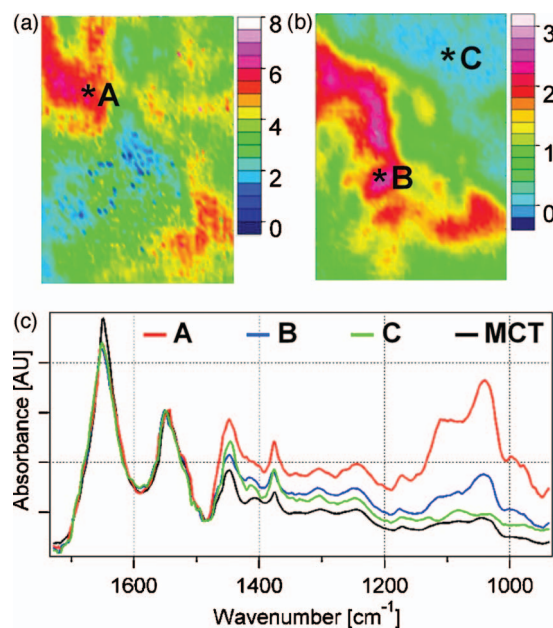 (a)
8
6
4
2
0
*A
(b)
3
2
1
0
*C
*B
(c)
A B C MCT
Absorbance [AU]
1600 1400 1200 1000
Wavenumber [cm⁻¹]